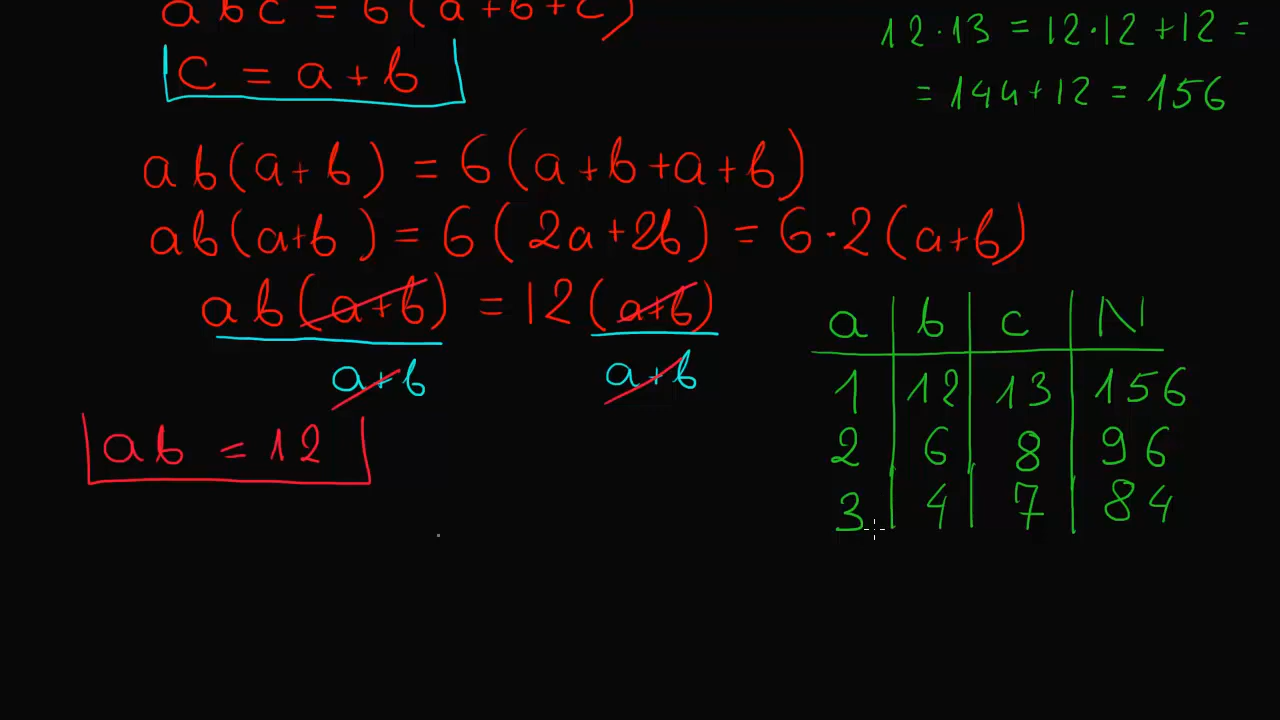 abc = 6(a+b+c)
c = a+b
ab(a+b) = 6(a+b+a+b)
ab(a+b) = 6(2a+2b) = 6·2(a+b)
ab(a+b) = 12(a+b)
a+b a+b
ab = 12
12·13 = 12·12+12 =
= 144+12 = 156
a b c N
1 12 13 156
2 6 8 96
3 4 7 84